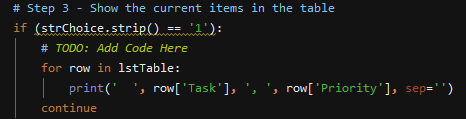 # Step 3 - Show the current items in the table
if (strChoice.strip() == '1'):
    # TODO: Add Code Here
    for row in lstTable:
        print('  ', row['Task'], ', ', row['Priority'], sep='')
    continue